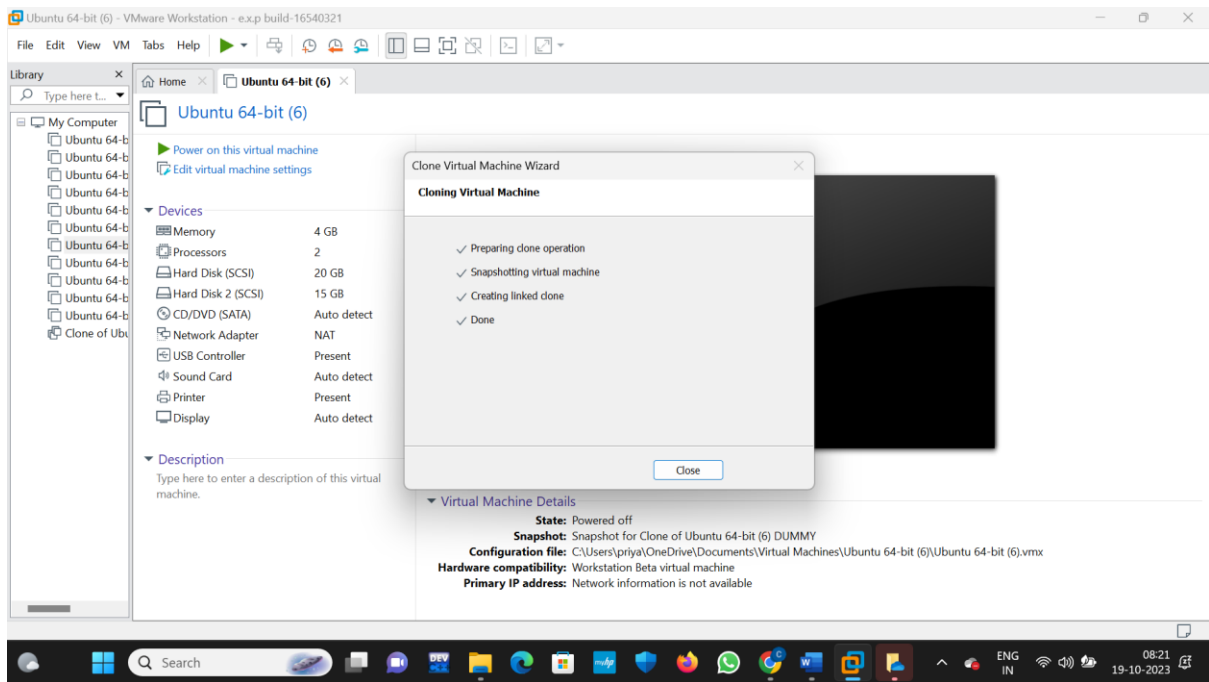 Ubuntu 64-bit (6) - VMware Workstation - e.x.p build-16540321
File Edit View VM Tabs Help
Library
Type here t...
My Computer
Ubuntu 64-b
Ubuntu 64-b
Ubuntu 64-b
Ubuntu 64-b
Ubuntu 64-b
Ubuntu 64-b
Ubuntu 64-b
Ubuntu 64-b
Ubuntu 64-b
Ubuntu 64-b
Ubuntu 64-b
Clone of Ubu
Home
Ubuntu 64-bit (6)
Ubuntu 64-bit (6)
Power on this virtual machine
Edit virtual machine settings
Devices
Memory 4 GB
Processors 2
Hard Disk (SCSI) 20 GB
Hard Disk 2 (SCSI) 15 GB
CD/DVD (SATA) Auto detect
Network Adapter NAT
USB Controller Present
Sound Card Auto detect
Printer Present
Display Auto detect
Description
Type here to enter a description of this virtual
machine.
Clone Virtual Machine Wizard
Cloning Virtual Machine
Preparing clone operation
Snapshotting virtual machine
Creating linked clone
Done
Close
Virtual Machine Details
State: Powered off
Snapshot: Snapshot for Clone of Ubuntu 64-bit (6) DUMMY
Configuration file: C:\Users\priya\OneDrive\Documents\Virtual Machines\Ubuntu 64-bit (6)\Ubuntu 64-bit (6).vmx
Hardware compatibility: Workstation Beta virtual machine
Primary IP address: Network information is not available
Search
DEV
ENG
IN
08:21
19-10-2023